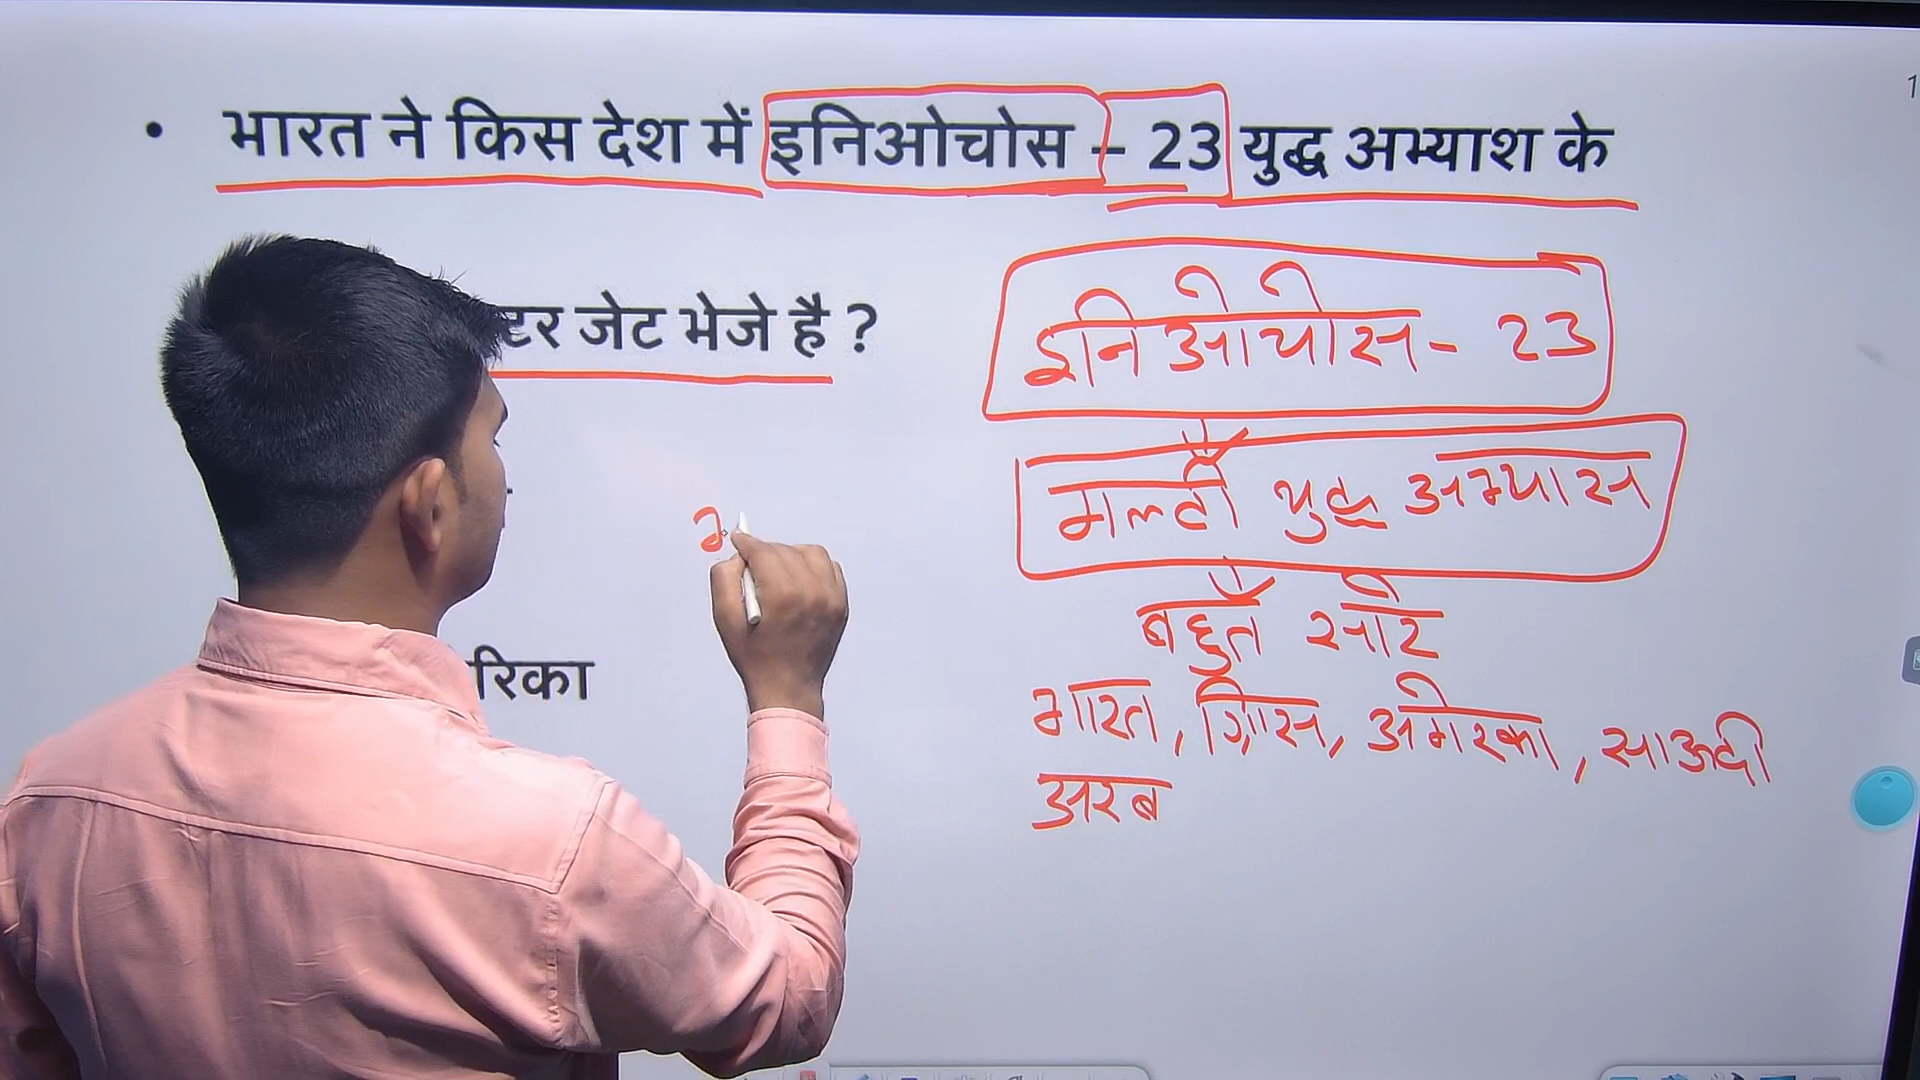 • भारत ने किस देश में इनिओचोस – 23 युद्ध अभ्याश के
टर जेट भेजे है ?
रिका
इनिओचोस - 23
मल्टी युद्ध अभ्यास
बहुत सारे
भारत, ग्रिस, अमेरिका, साऊदी
अरब